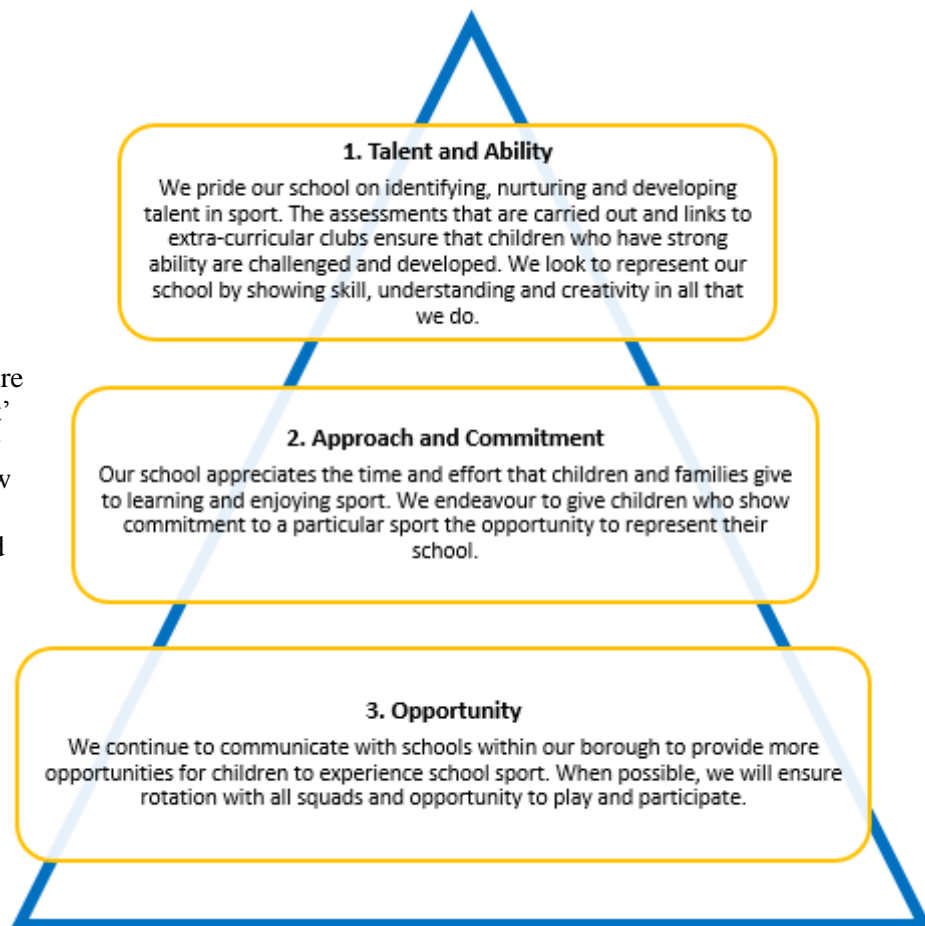 1. Talent and Ability
We pride our school on identifying, nurturing and developing
talent in sport. The assessments that are carried out and links to
extra-curricular clubs ensure that children who have strong
ability are challenged and developed. We look to represent our
school by showing skill, understanding and creativity in all that
we do.
2. Approach and Commitment
Our school appreciates the time and effort that children and families give
to learning and enjoying sport. We endeavour to give children who show
commitment to a particular sport the opportunity to represent their
school.
3. Opportunity
We continue to communicate with schools within our borough to provide more
opportunities for children to experience school sport. When possible, we will ensure
rotation with all squads and opportunity to play and participate.